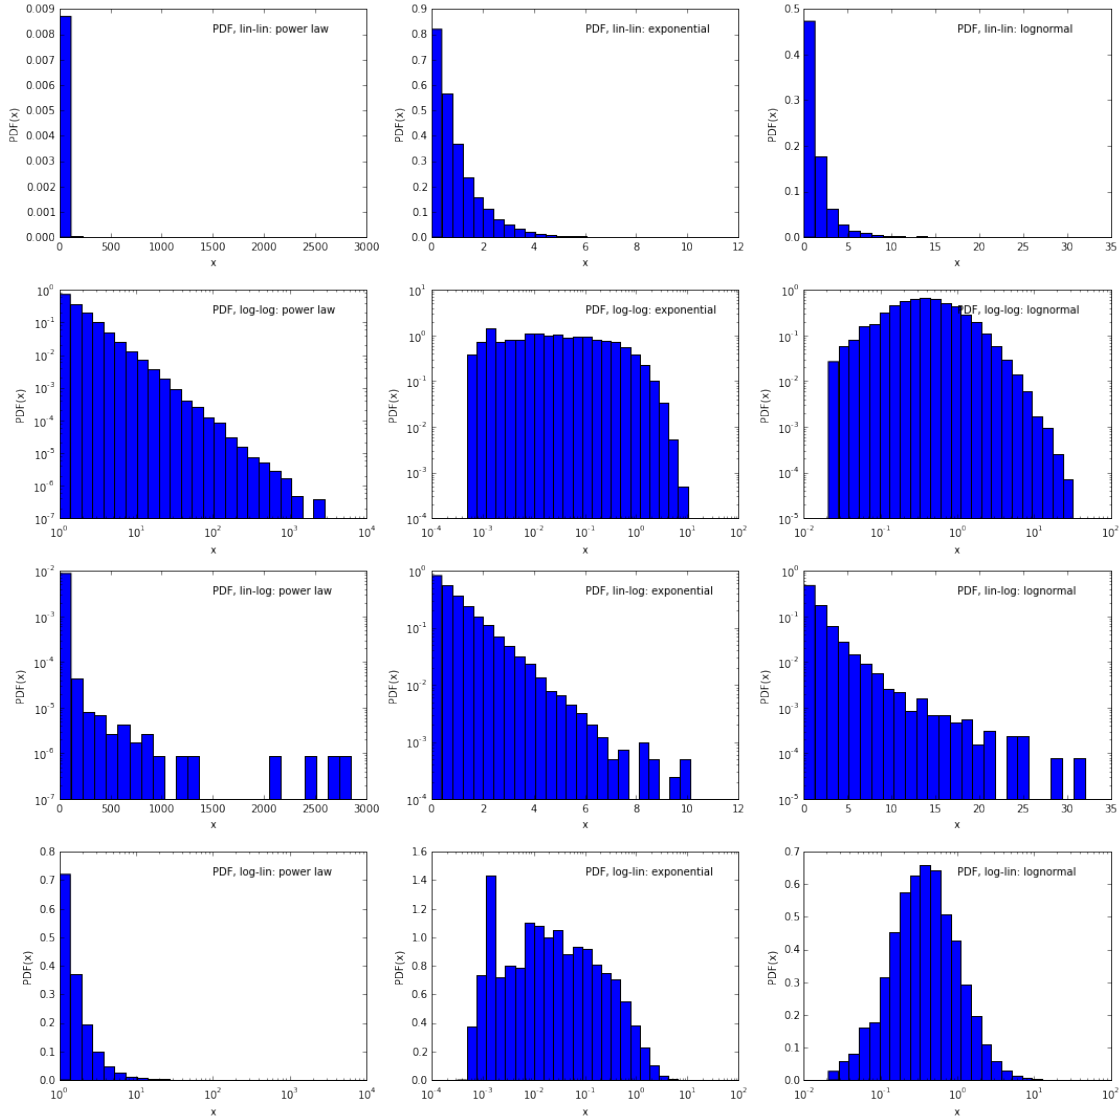 PDF, lin-lin: power law
PDF(x)
0.009
0.008
0.007
0.006
0.005
0.004
0.003
0.002
0.001
0.000
0 500 1000 1500 2000 2500 3000
x
PDF, lin-lin: exponential
PDF(x)
0.9
0.8
0.7
0.6
0.5
0.4
0.3
0.2
0.1
0.0
0 2 4 6 8 10 12
x
PDF, lin-lin: lognormal
PDF(x)
0.5
0.4
0.3
0.2
0.1
0.0
0 5 10 15 20 25 30 35
x
PDF, log-log: power law
PDF(x)
10^0
10^-1
10^-2
10^-3
10^-4
10^-5
10^-6
10^-7
10^0 10^1 10^2 10^3 10^4
x
PDF, log-log: exponential
PDF(x)
10^1
10^0
10^-1
10^-2
10^-3
10^-4
10^-4 10^-3 10^-2 10^-1 10^0 10^1 10^2
x
PDF, log-log: lognormal
PDF(x)
10^0
10^-1
10^-2
10^-3
10^-4
10^-5
10^-2 10^-1 10^0 10^1 10^2
x
PDF, lin-log: power law
PDF(x)
10^-2
10^-3
10^-4
10^-5
10^-6
10^-7
0 500 1000 1500 2000 2500 3000
x
PDF, lin-log: exponential
PDF(x)
10^0
10^-1
10^-2
10^-3
10^-4
0 2 4 6 8 10 12
x
PDF, lin-log: lognormal
PDF(x)
10^0
10^-1
10^-2
10^-3
10^-4
10^-5
0 5 10 15 20 25 30 35
x
PDF, log-lin: power law
PDF(x)
0.8
0.7
0.6
0.5
0.4
0.3
0.2
0.1
0.0
10^0 10^1 10^2 10^3 10^4
x
PDF, log-lin: exponential
PDF(x)
1.6
1.4
1.2
1.0
0.8
0.6
0.4
0.2
0.0
10^-4 10^-3 10^-2 10^-1 10^0 10^1 10^2
x
PDF, log-lin: lognormal
PDF(x)
0.7
0.6
0.5
0.4
0.3
0.2
0.1
0.0
10^-2 10^-1 10^0 10^1 10^2
x